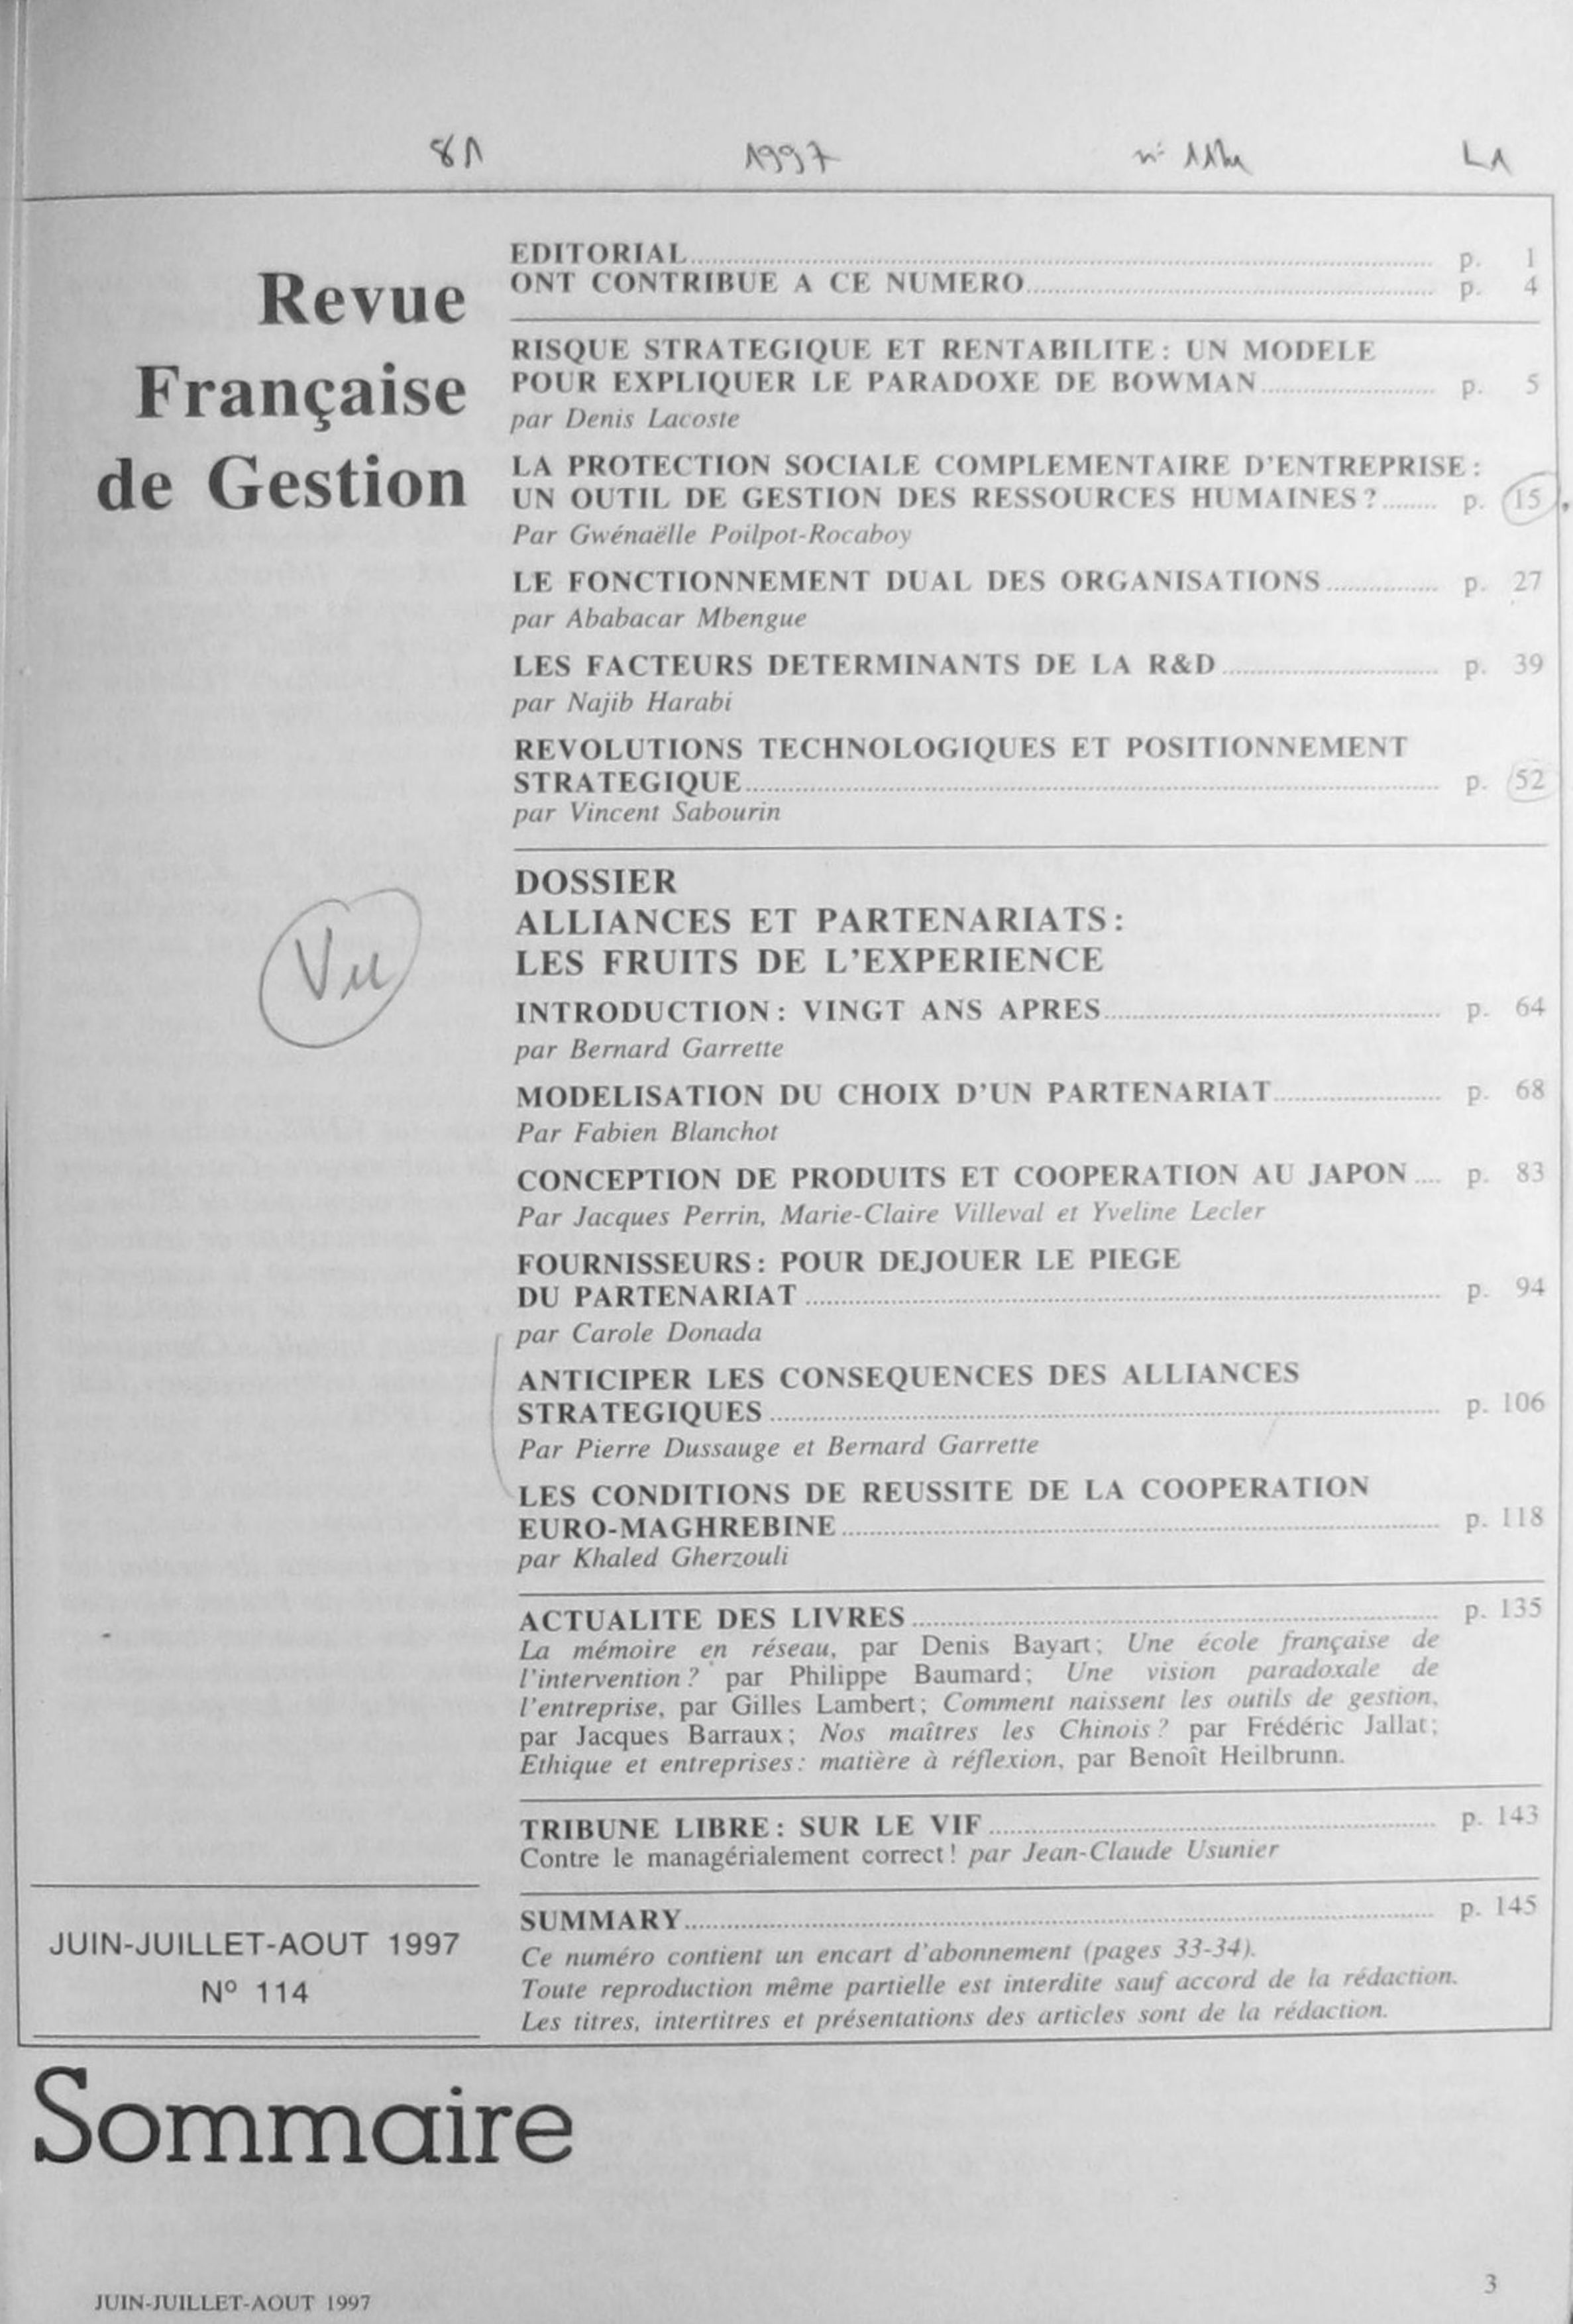 81 1997 n° 114 L1
Revue
Française
de Gestion
EDITORIAL p. 1
ONT CONTRIBUE A CE NUMERO p. 4
RISQUE STRATEGIQUE ET RENTABILITE : UN MODELE
POUR EXPLIQUER LE PARADOXE DE BOWMAN p. 5
par Denis Lacoste
LA PROTECTION SOCIALE COMPLEMENTAIRE D'ENTREPRISE :
UN OUTIL DE GESTION DES RESSOURCES HUMAINES ? p. 15
Par Gwénaëlle Poilpot-Rocaboy
LE FONCTIONNEMENT DUAL DES ORGANISATIONS p. 27
par Ababacar Mbengue
LES FACTEURS DETERMINANTS DE LA R&D p. 39
par Najib Harabi
REVOLUTIONS TECHNOLOGIQUES ET POSITIONNEMENT
STRATEGIQUE p. 52
par Vincent Sabourin
Vu
DOSSIER
ALLIANCES ET PARTENARIATS :
LES FRUITS DE L'EXPERIENCE
INTRODUCTION : VINGT ANS APRES p. 64
par Bernard Garrette
MODELISATION DU CHOIX D'UN PARTENARIAT p. 68
Par Fabien Blanchot
CONCEPTION DE PRODUITS ET COOPERATION AU JAPON p. 83
Par Jacques Perrin, Marie-Claire Villeval et Yveline Lecler
FOURNISSEURS : POUR DEJOUER LE PIEGE
DU PARTENARIAT p. 94
par Carole Donada
ANTICIPER LES CONSEQUENCES DES ALLIANCES
STRATEGIQUES p. 106
Par Pierre Dussauge et Bernard Garrette
LES CONDITIONS DE REUSSITE DE LA COOPERATION
EURO-MAGHREBINE p. 118
par Khaled Gherzouli
ACTUALITE DES LIVRES p. 135
La mémoire en réseau, par Denis Bayart ; Une école française de
l'intervention ? par Philippe Baumard ; Une vision paradoxale de
l'entreprise, par Gilles Lambert ; Comment naissent les outils de gestion,
par Jacques Barraux ; Nos maîtres les Chinois ? par Frédéric Jallat ;
Ethique et entreprises : matière à réflexion, par Benoît Heilbrunn.
TRIBUNE LIBRE : SUR LE VIF p. 143
Contre le managérialement correct ! par Jean-Claude Usunier
SUMMARY p. 145
Ce numéro contient un encart d'abonnement (pages 33-34).
Toute reproduction même partielle est interdite sauf accord de la rédaction.
Les titres, intertitres et présentations des articles sont de la rédaction.
JUIN-JUILLET-AOUT 1997
N° 114
Sommaire
JUIN-JUILLET-AOUT 1997
3